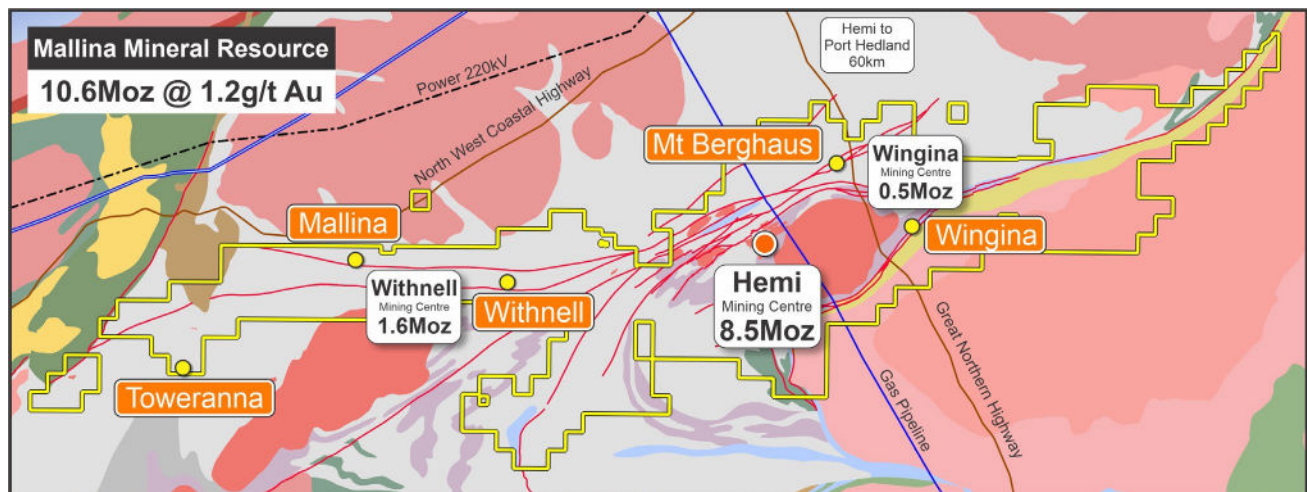 Mallina Mineral Resource
10.6Moz @ 1.2g/t Au
Power 220kV
North West Coastal Highway
Hemi to
Port Hedland
60km
Mt Berghaus
Wingina
Mining Centre
0.5Moz
Mallina
Wingina
Withnell
Mining Centre
1.6Moz
Withnell
Hemi
Mining Centre
8.5Moz
Toweranna
Gas Pipeline
Great Northern Highway